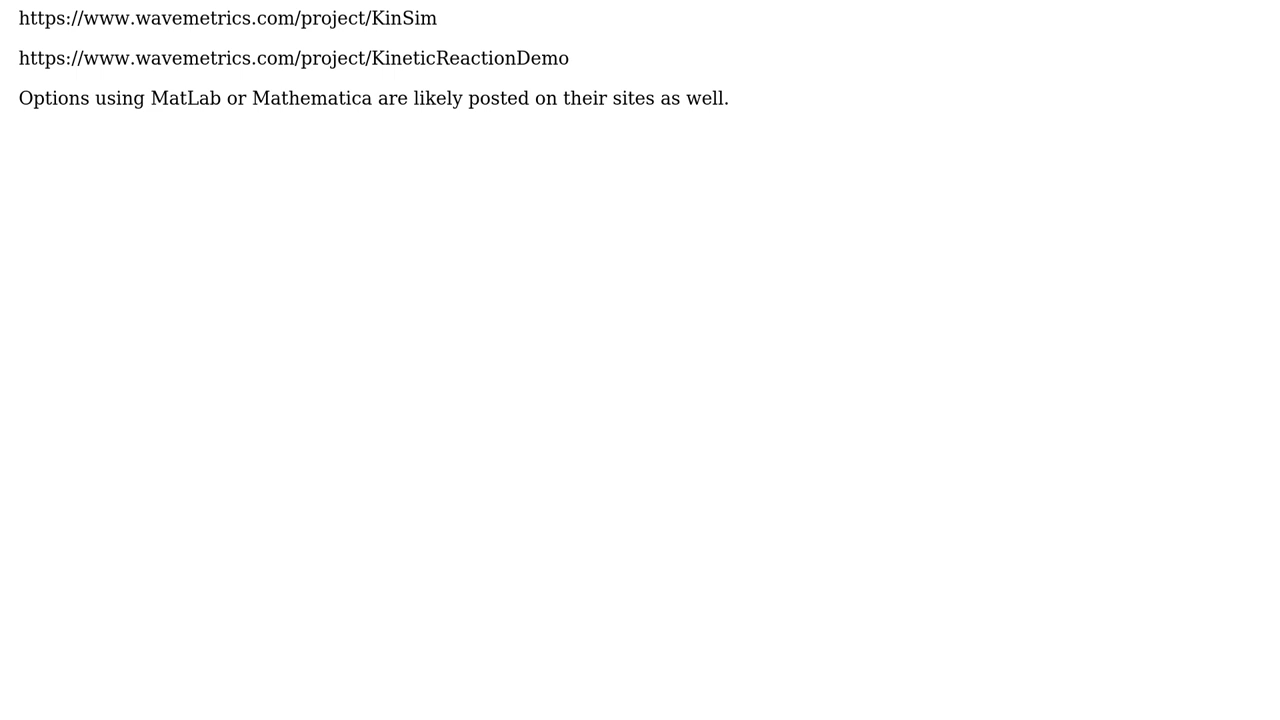 https://www.wavemetrics.com/project/KinSim
https://www.wavemetrics.com/project/KineticReactionDemo
Options using MatLab or Mathematica are likely posted on their sites as well.